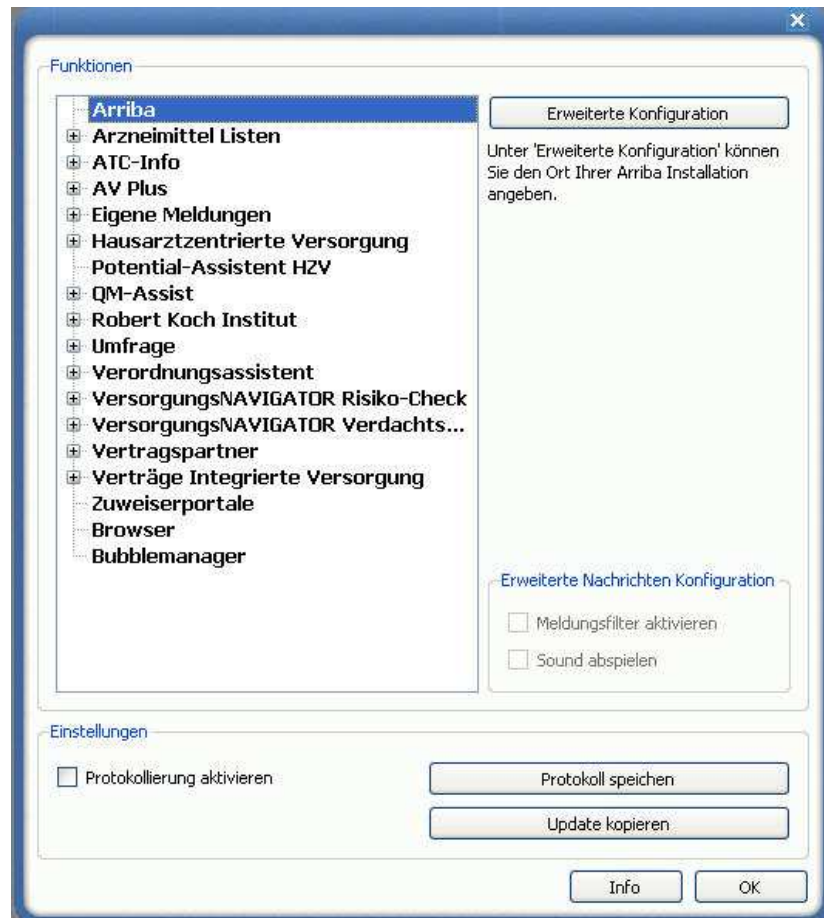 Funktionen
Arriba
Arzneimittel Listen
ATC-Info
AV Plus
Eigene Meldungen
Hausarztzentrierte Versorgung
Potential-Assistent HZV
QM-Assist
Robert Koch Institut
Umfrage
Verordnungsassistent
VersorgungsNAVIGATOR Risiko-Check
VersorgungsNAVIGATOR Verdachts...
Vertragspartner
Verträge Integrierte Versorgung
Zuweiserportale
Browser
Bubblemanager
Erweiterte Konfiguration
Unter 'Erweiterte Konfiguration' können
Sie den Ort Ihrer Arriba Installation
angeben.
Erweiterte Nachrichten Konfiguration
Meldungsfilter aktivieren
Sound abspielen
Einstellungen
Protokollierung aktivieren
Protokoll speichen
Update kopieren
Info
OK